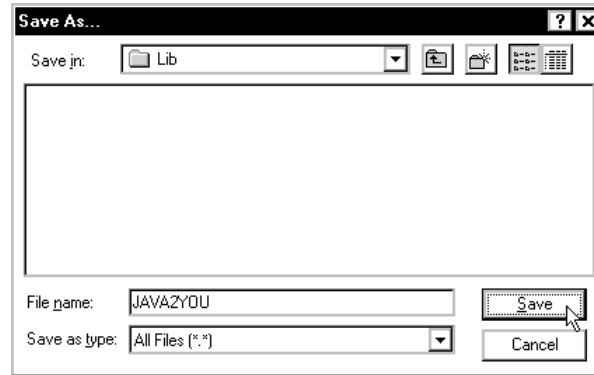 Save As...
Save in: Lib
File name: JAVA2YOU Save
Save as type: All Files (*.*) Cancel